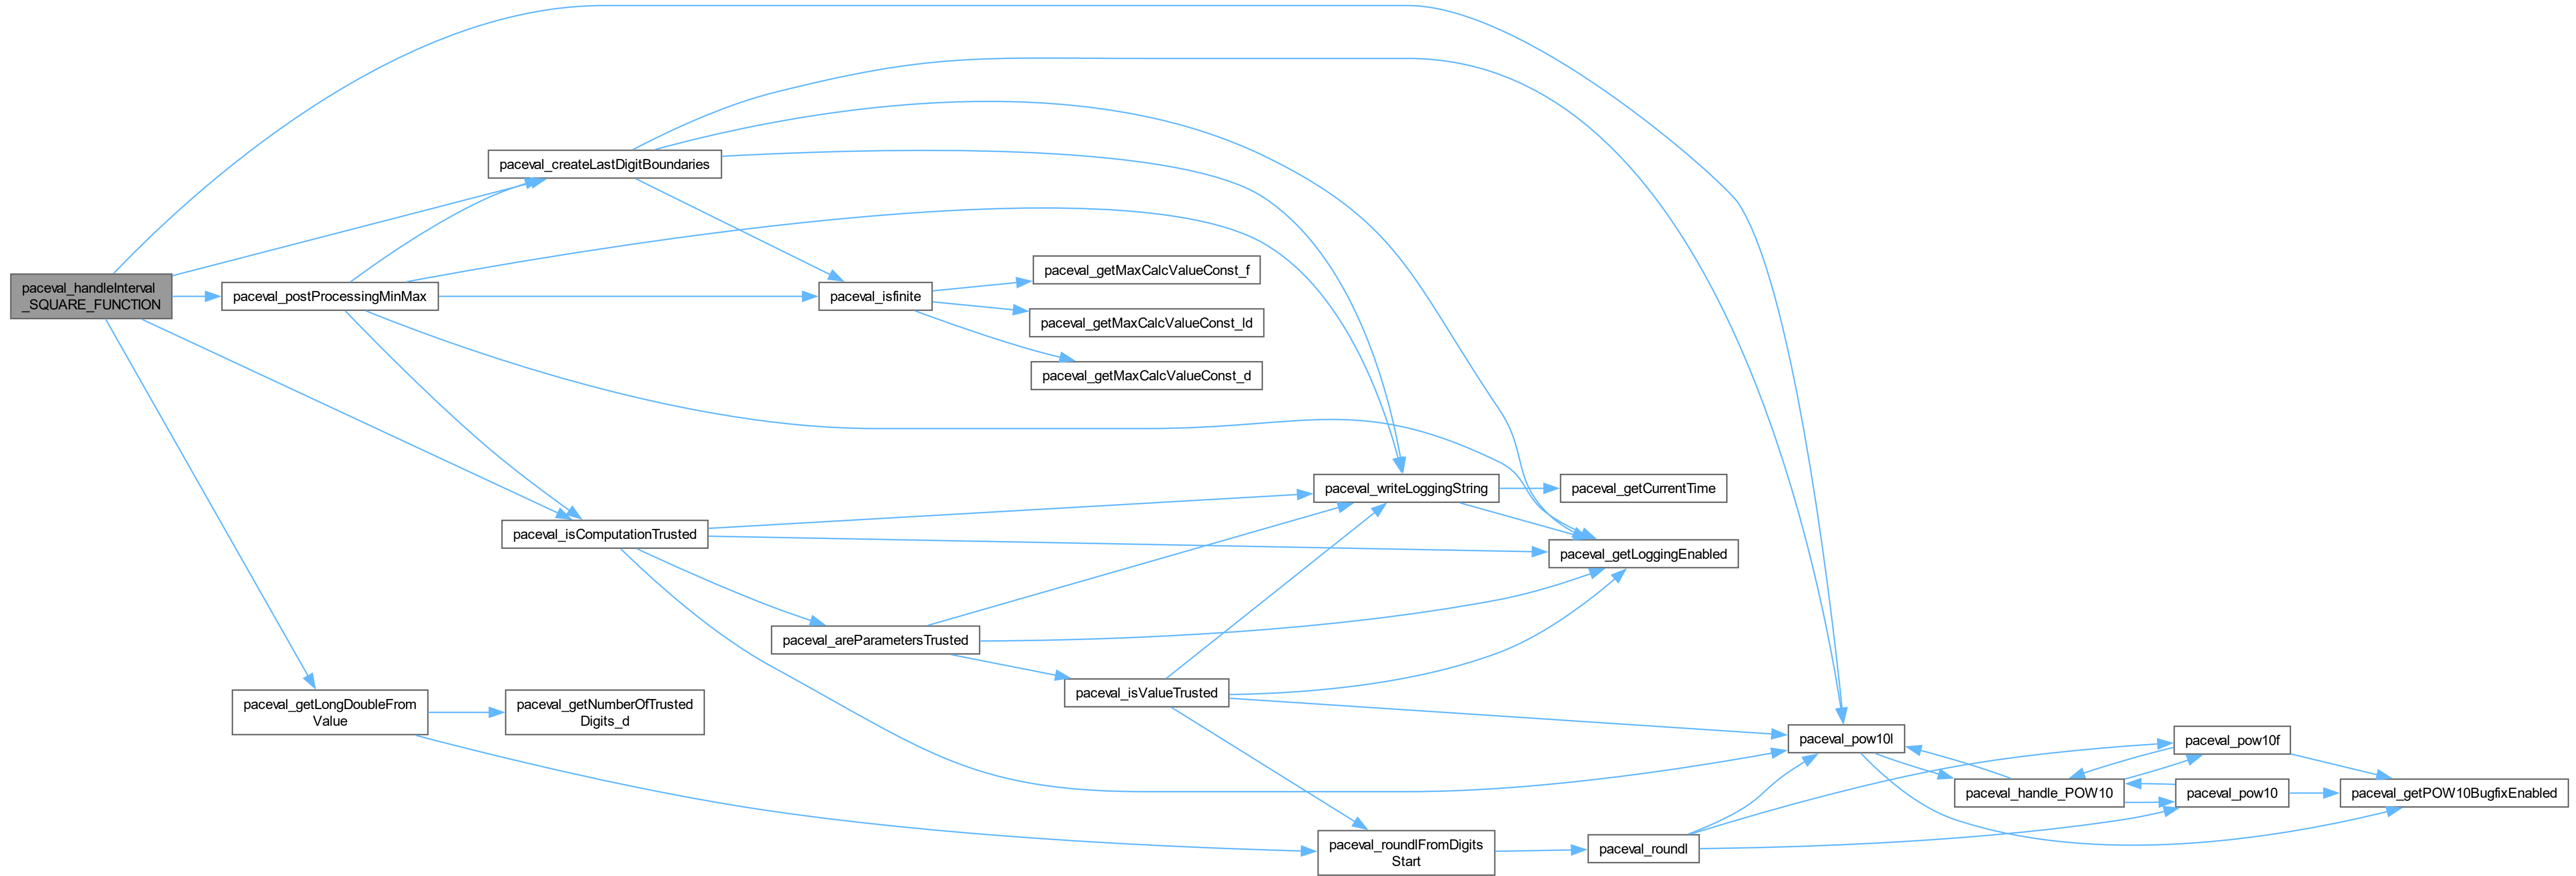 paceval_handleInterval
_SQUARE_FUNCTION
paceval_postProcessingMinMax
paceval_createLastDigitBoundaries
paceval_isfinite
paceval_getMaxCalcValueConst_f
paceval_getMaxCalcValueConst_ld
paceval_getMaxCalcValueConst_d
paceval_writeLoggingString
paceval_getCurrentTime
paceval_isComputationTrusted
paceval_getLoggingEnabled
paceval_areParametersTrusted
paceval_isValueTrusted
paceval_getLongDoubleFrom
Value
paceval_getNumberOfTrusted
Digits_d
paceval_pow10l
paceval_pow10f
paceval_handle_POW10
paceval_pow10
paceval_getPOW10BugfixEnabled
paceval_roundlFromDigits
Start
paceval_roundl